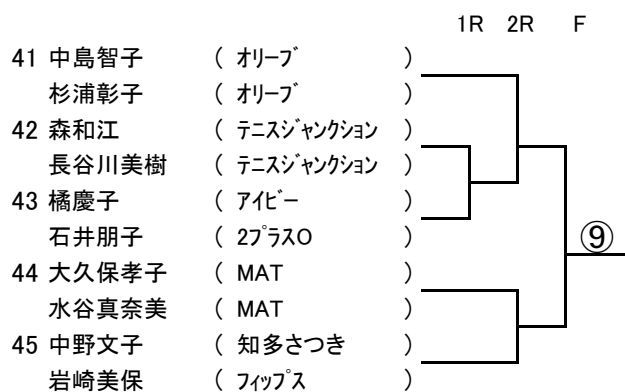 1R 2R F
41 中島智子 ( オリーブ )
杉浦彰子 ( オリーブ )
42 森和江 ( テニスジャンクション )
長谷川美樹 ( テニスジャンクション )
43 橘慶子 ( アイビー )
石井朋子 ( 2プラスO )
⑨
44 大久保孝子 ( MAT )
水谷真奈美 ( MAT )
45 中野文子 ( 知多さつき )
岩崎美保 ( フィップス )